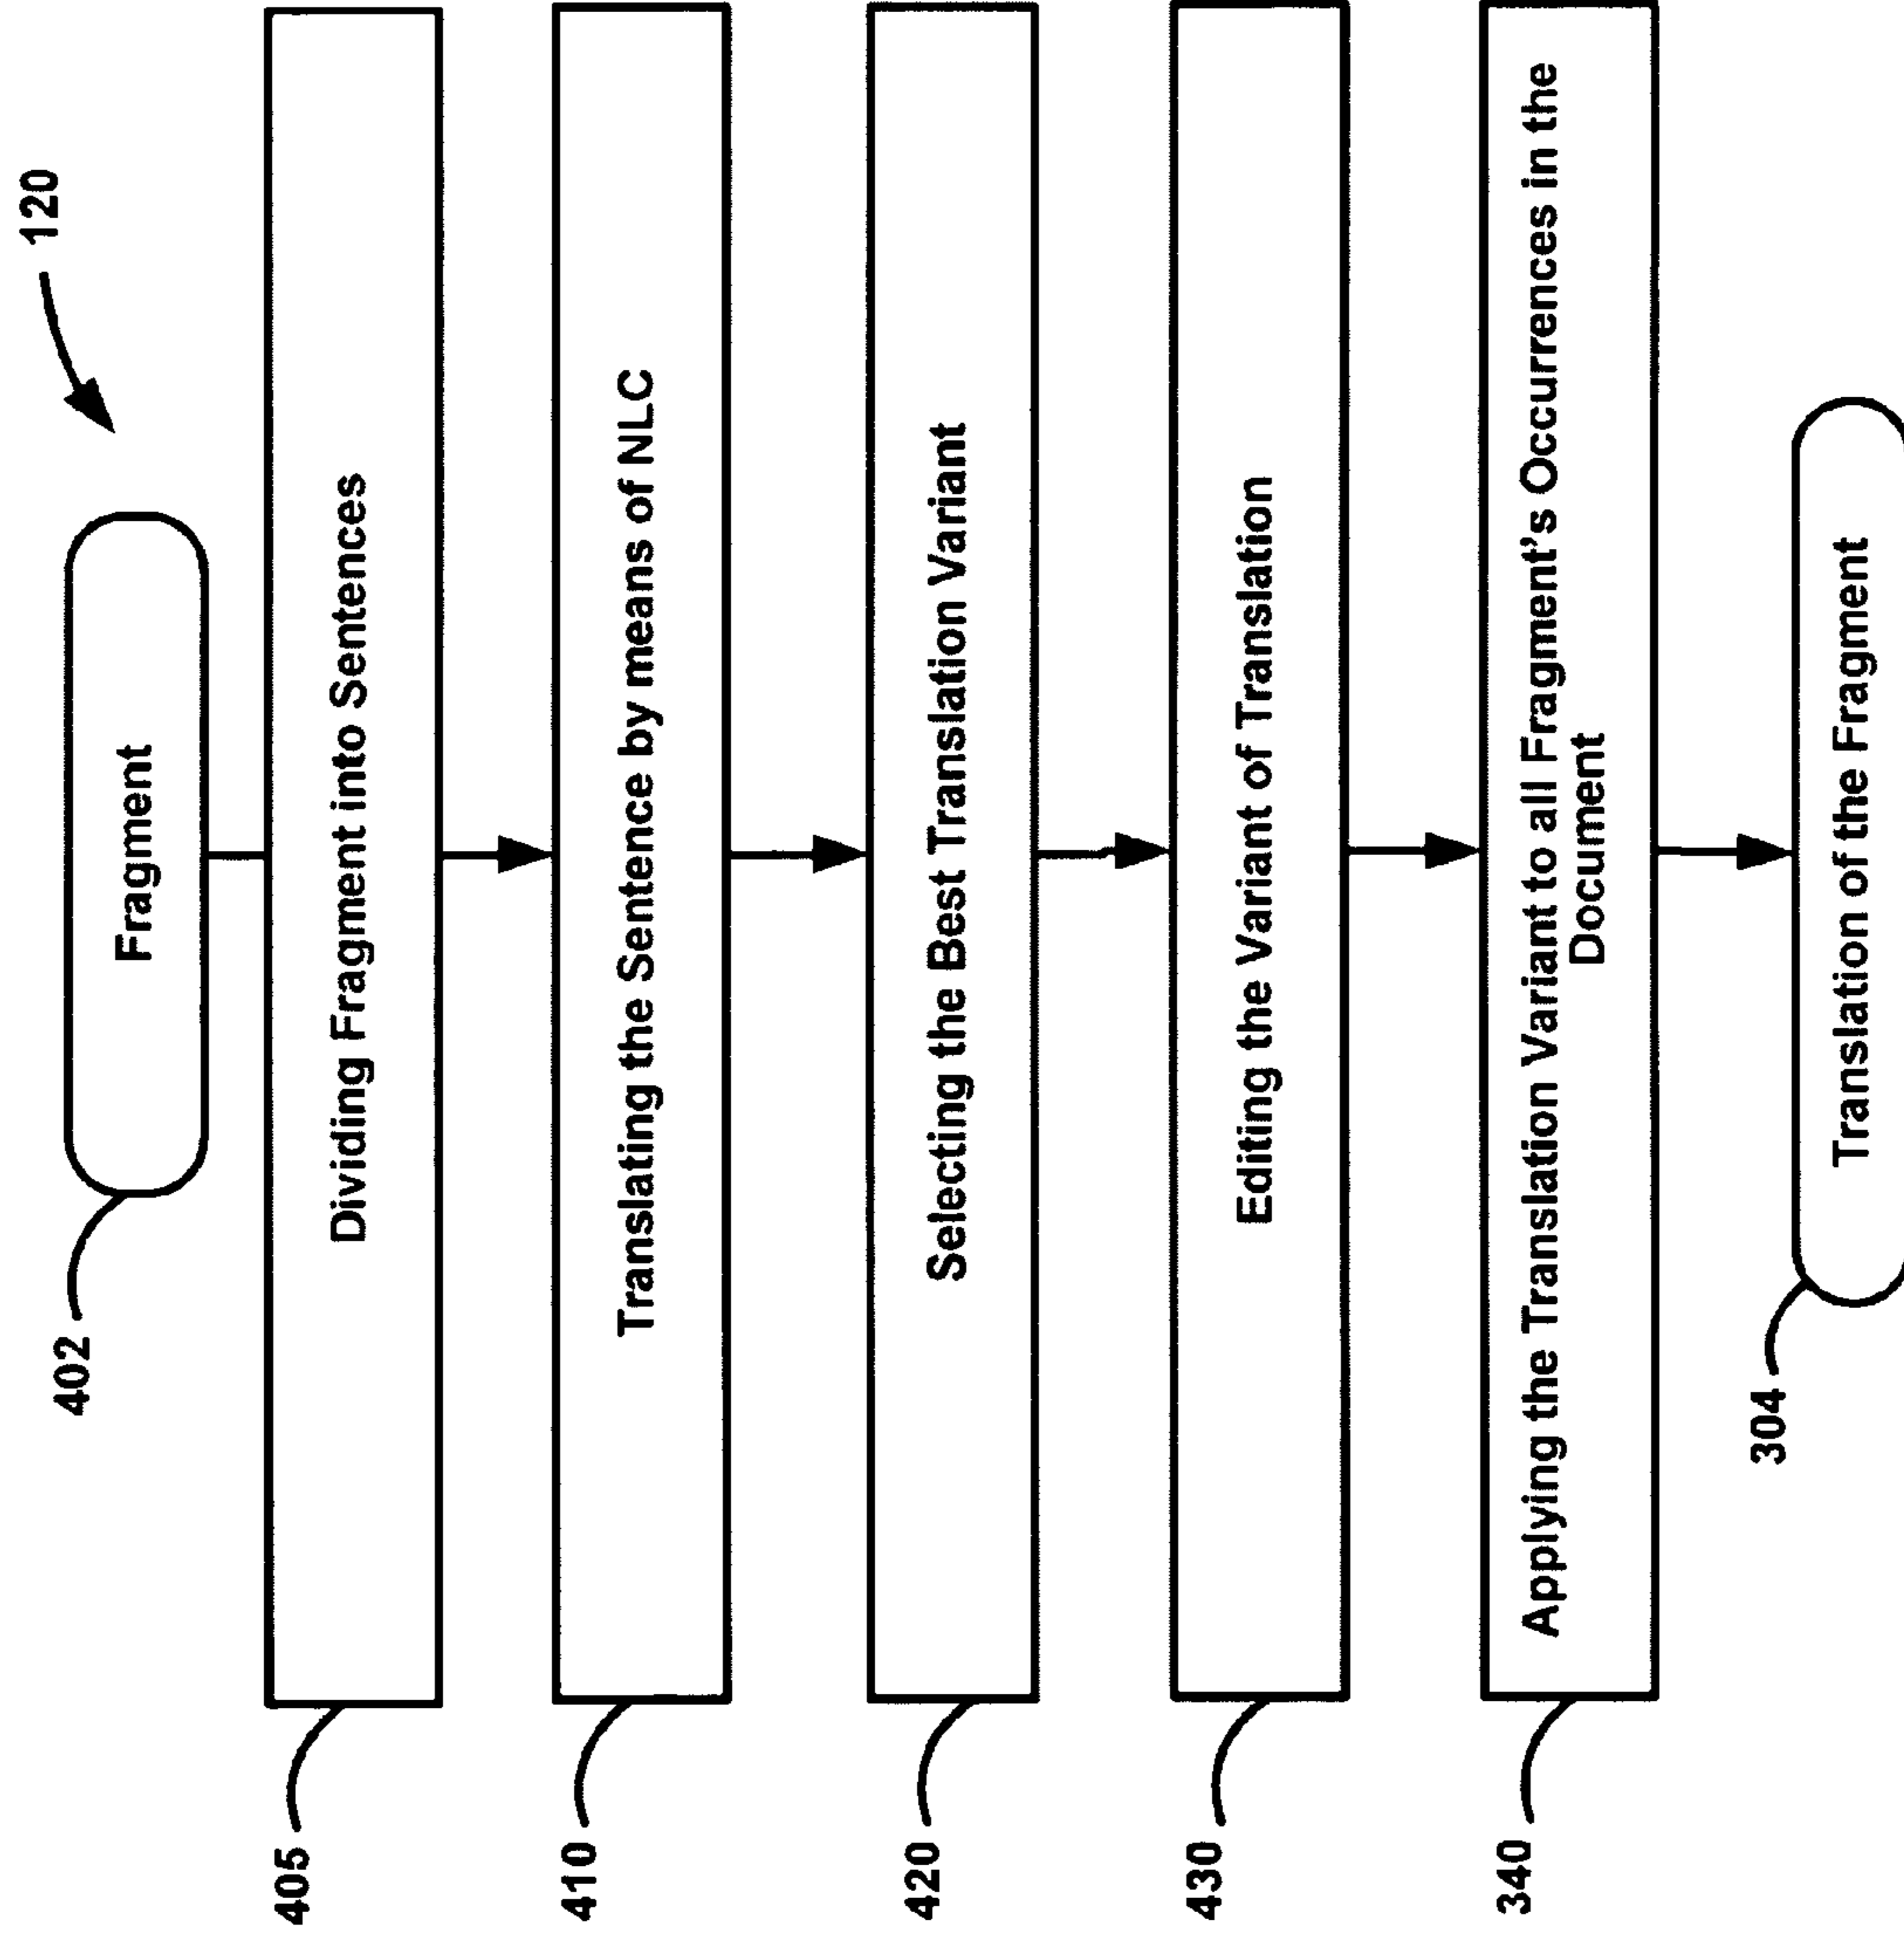 120
402
Fragment
405
Dividing Fragment into Sentences
410
Translating the Sentence by means of NLC
420
Selecting the Best Translation Variant
430
Editing the Variant of Translation
340
Applying the Translation Variant to all Fragment's Occurrences in the
Document
304
Translation of the Fragment